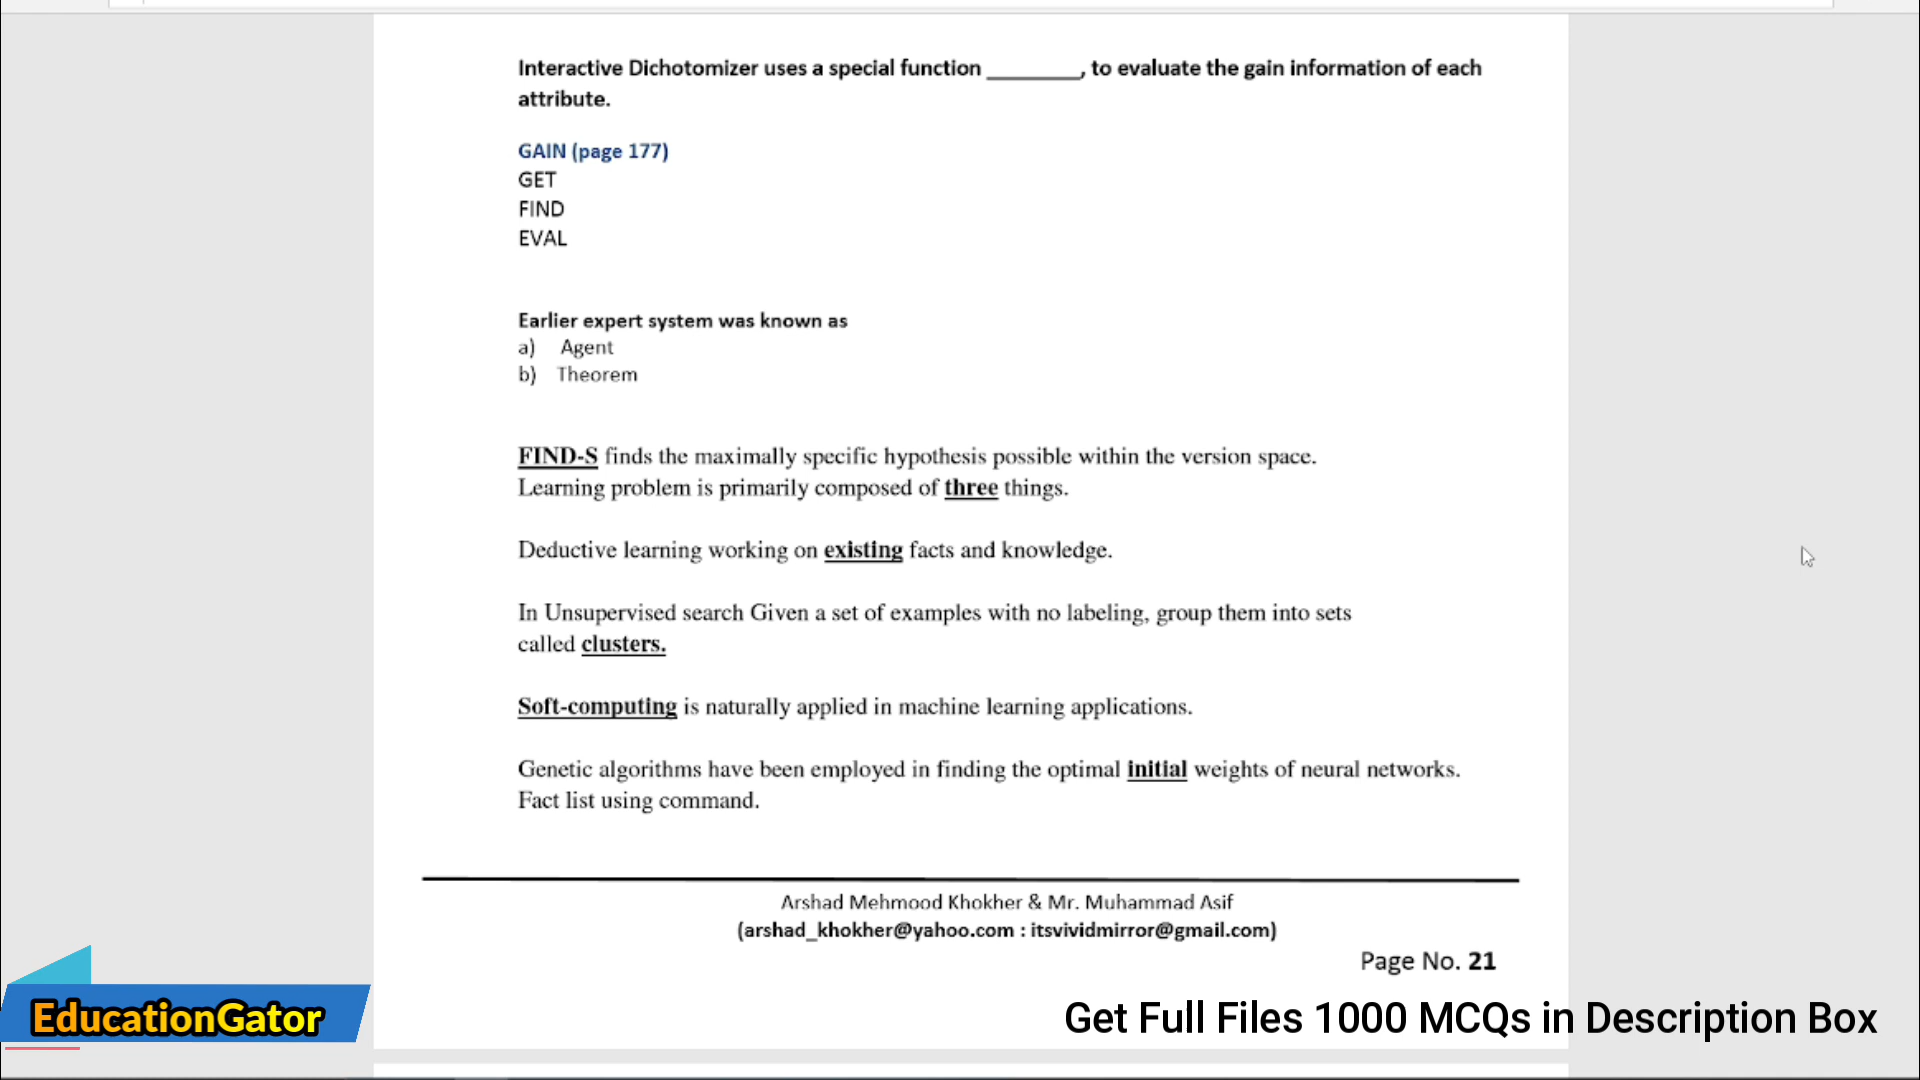 Interactive Dichotomizer uses a special function ________, to evaluate the gain information of each
attribute.
GAIN (page 177)
GET
FIND
EVAL
Earlier expert system was known as
a) Agent
b) Theorem
FIND-S finds the maximally specific hypothesis possible within the version space.
Learning problem is primarily composed of three things.
Deductive learning working on existing facts and knowledge.
In Unsupervised search Given a set of examples with no labeling, group them into sets
called clusters.
Soft-computing is naturally applied in machine learning applications.
Genetic algorithms have been employed in finding the optimal initial weights of neural networks.
Fact list using command.
Arshad Mehmood Khokher & Mr. Muhammad Asif
(arshad_khokher@yahoo.com : itsvividmirror@gmail.com)
Page No. 21
EducationGator
Get Full Files 1000 MCQs in Description Box